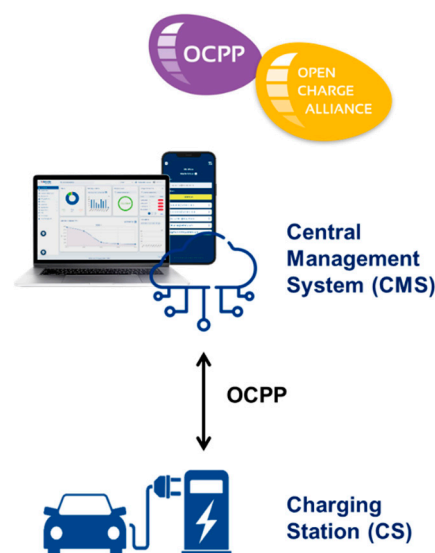 OCPP
OPEN
CHARGE
ALLIANCE
Central
Management
System (CMS)
OCPP
Charging
Station (CS)